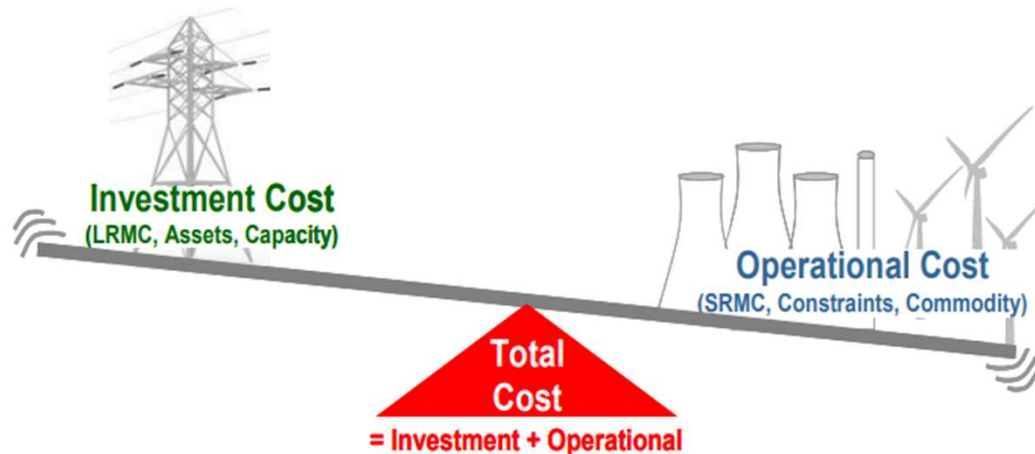 Investment Cost
(LRMC, Assets, Capacity)
Operational Cost
(SRMC, Constraints, Commodity)
Total
Cost
= Investment + Operational